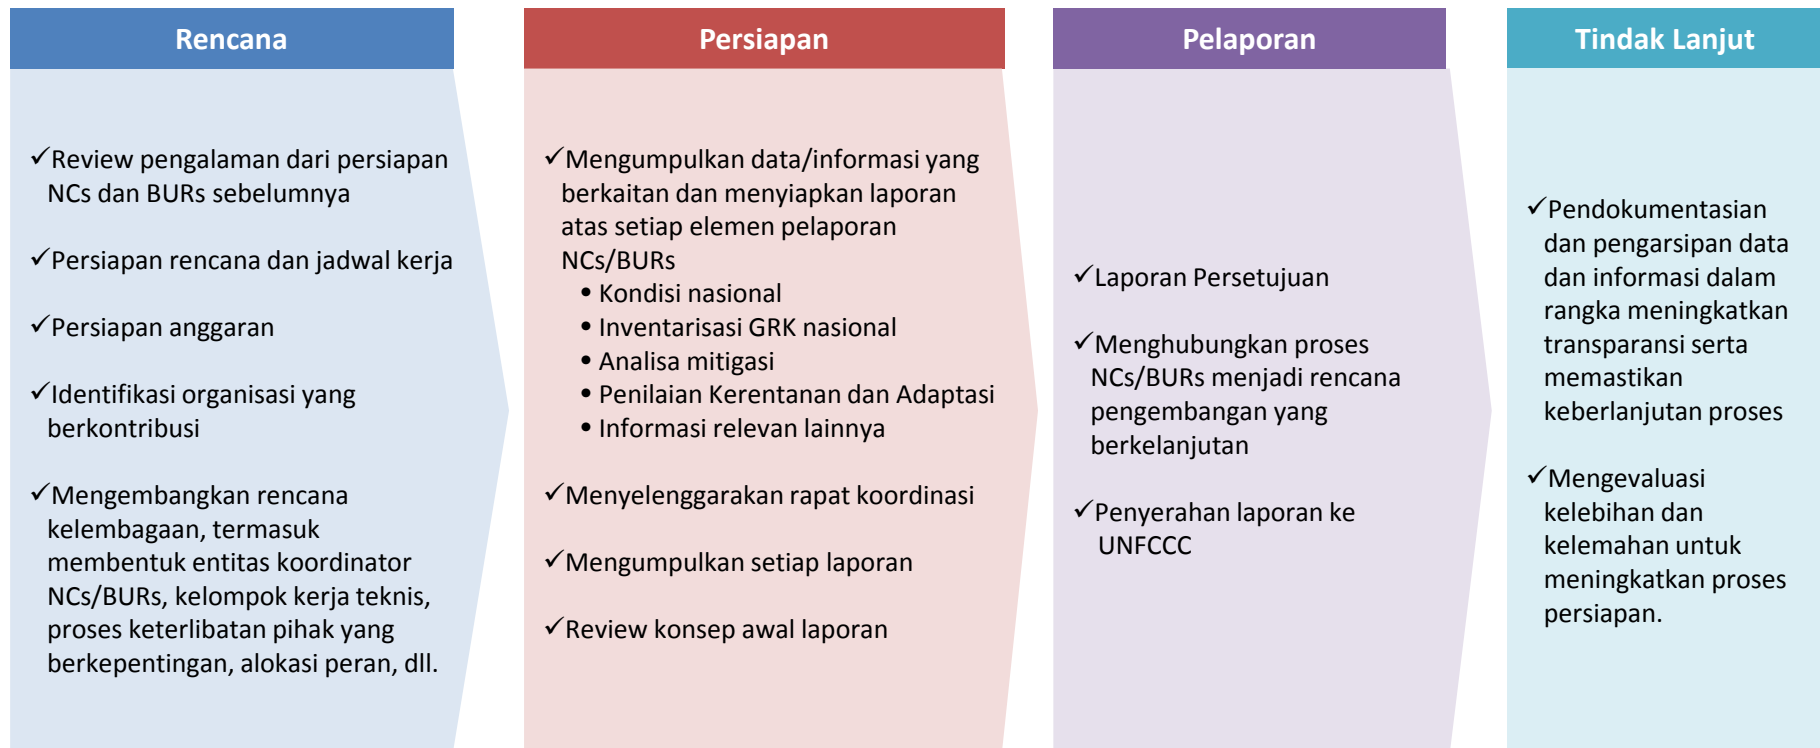 Rencana
✓Review pengalaman dari persiapan
NCs dan BURs sebelumnya
✓Persiapan rencana dan jadwal kerja
✓Persiapan anggaran
✓Identifikasi organisasi yang
berkontribusi
✓Mengembangkan rencana
kelembagaan, termasuk
membentuk entitas koordinator
NCs/BURs, kelompok kerja teknis,
proses keterlibatan pihak yang
berkepentingan, alokasi peran, dll.
Persiapan
✓Mengumpulkan data/informasi yang
berkaitan dan menyiapkan laporan
atas setiap elemen pelaporan
NCs/BURs
• Kondisi nasional
• Inventarisasi GRK nasional
• Analisa mitigasi
• Penilaian Kerentanan dan Adaptasi
• Informasi relevan lainnya
✓Menyelenggarakan rapat koordinasi
✓Mengumpulkan setiap laporan
✓Review konsep awal laporan
Pelaporan
✓Laporan Persetujuan
✓Menghubungkan proses
NCs/BURs menjadi rencana
pengembangan yang
berkelanjutan
✓Penyerahan laporan ke
UNFCCC
Tindak Lanjut
✓Pendokumentasian
dan pengarsipan data
dan informasi dalam
rangka meningkatkan
transparansi serta
memastikan
keberlanjutan proses
✓Mengevaluasi
kelebihan dan
kelemahan untuk
meningkatkan proses
persiapan.